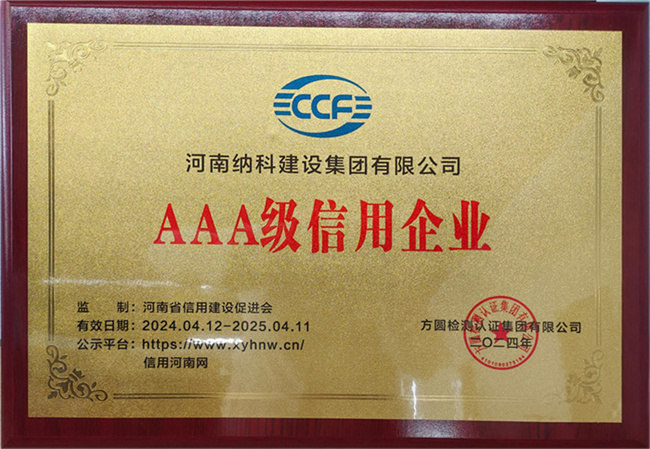 CCF
河南纳科建设集团有限公司
AAA级信用企业
监 制:河南省信用建设促进会
有效日期:2024.04.12-2025.04.11
公示平台:https://www.xyhnw.cn/
信用河南网
方圆检测认证集团有限公司
二〇二四年